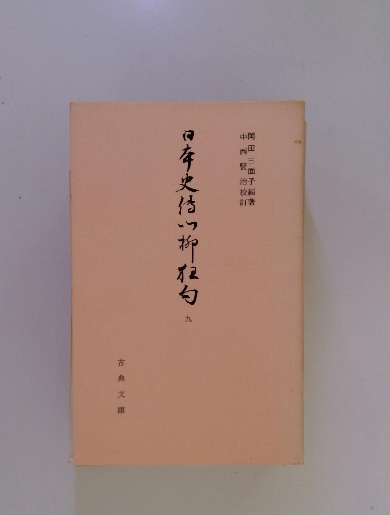 岡田三面子編著
中西賢治校訂
日本史伝川柳狂句
九
古典文庫